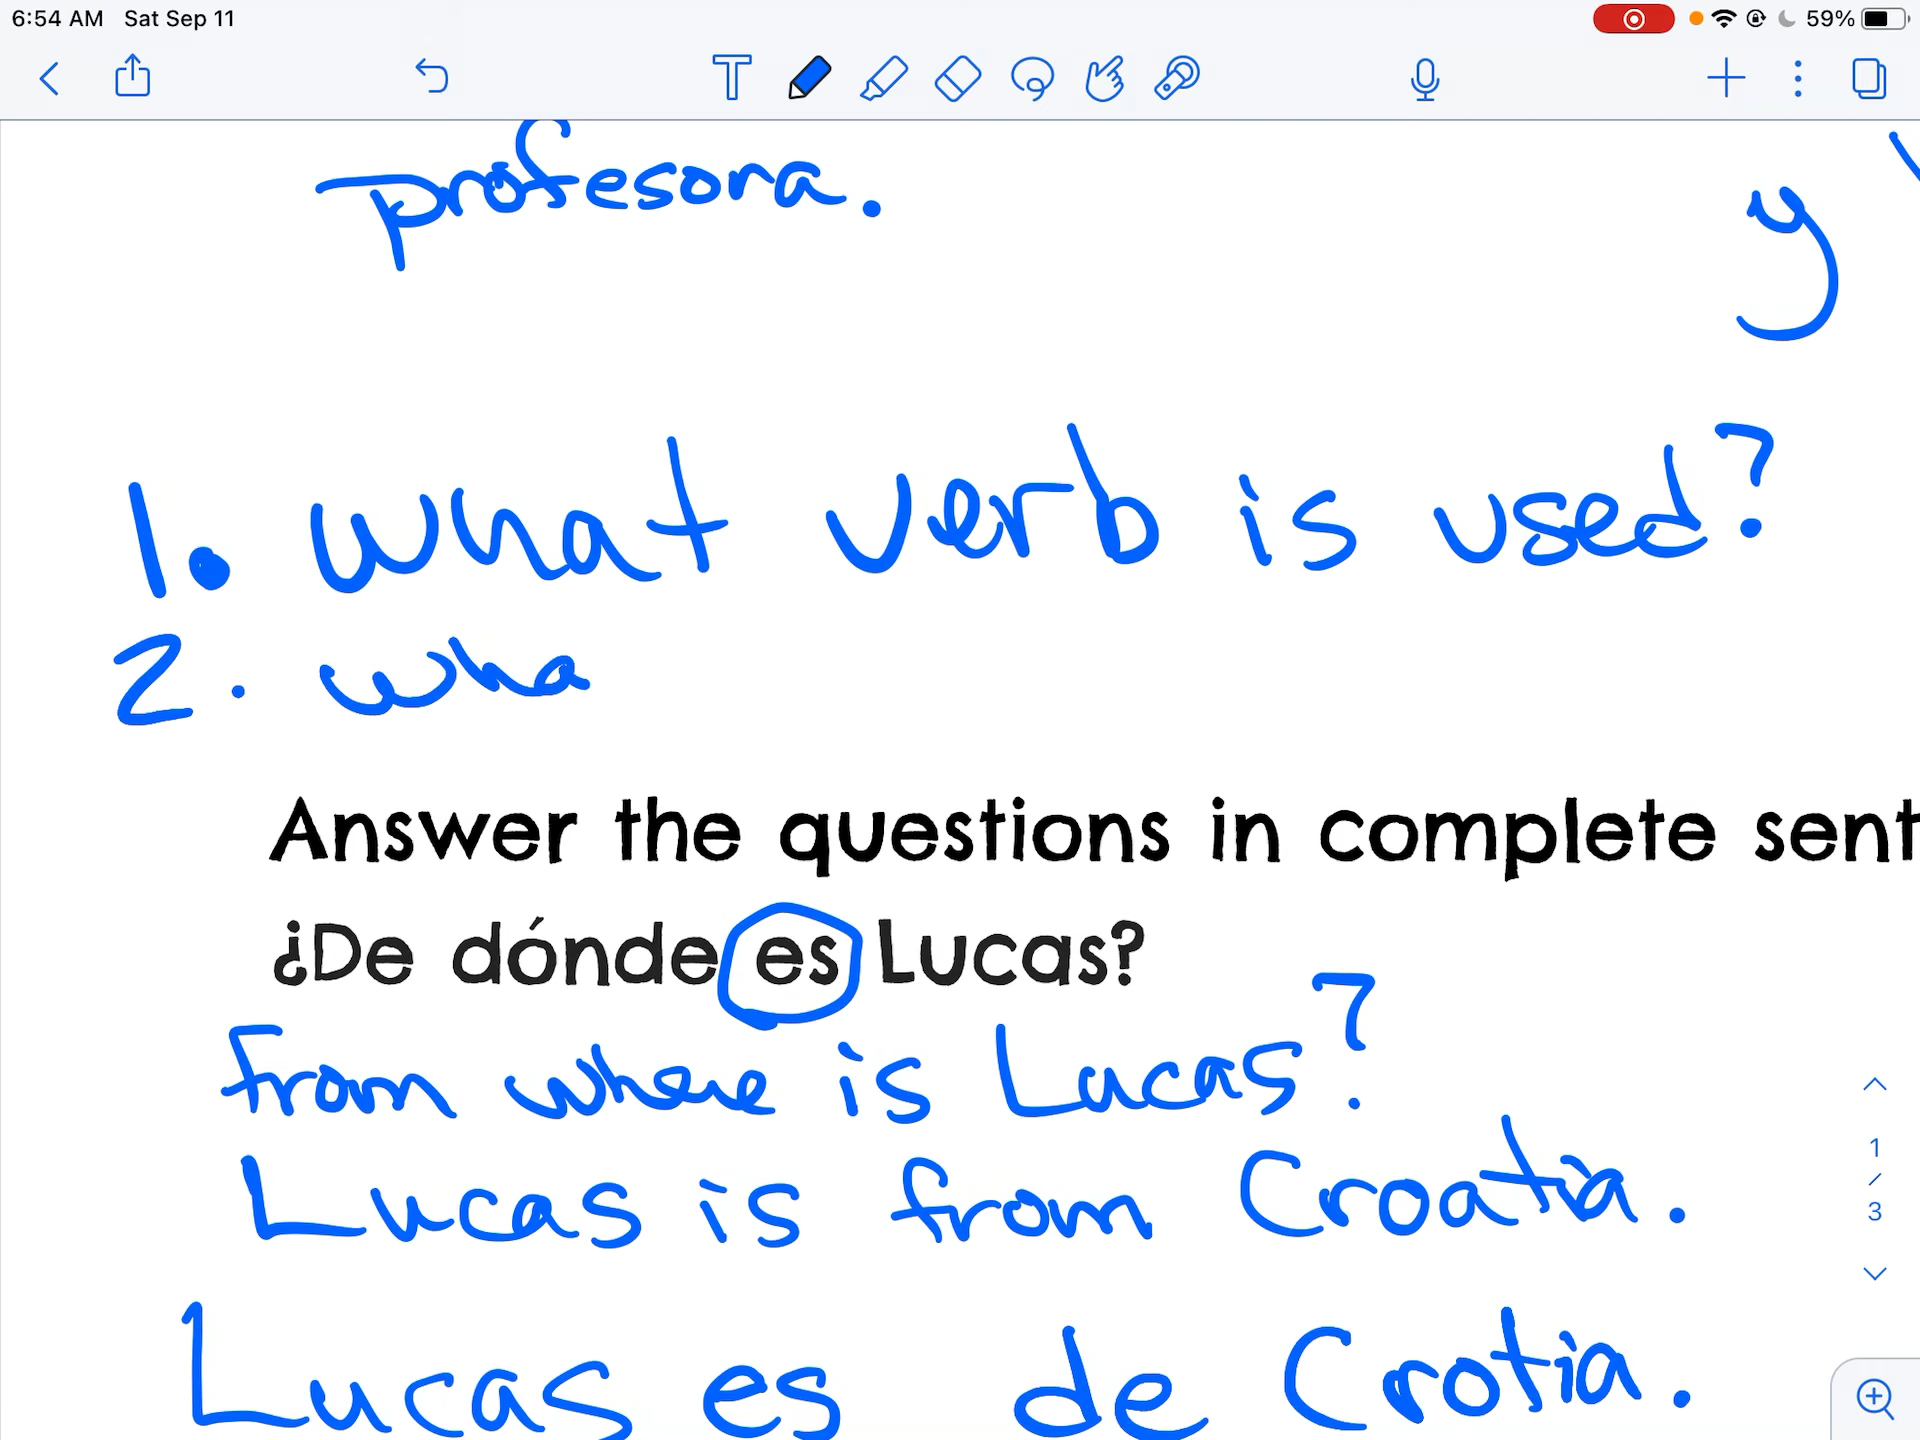 6:54 AM Sat Sep 11
59%
T
profesora.
y
1. what verb is used?
2. wha
Answer the questions in complete sent
¿De dónde es Lucas?
from where is Lucas?
Lucas is from Croatia.
1
/
3
Lucas es de Crotia.